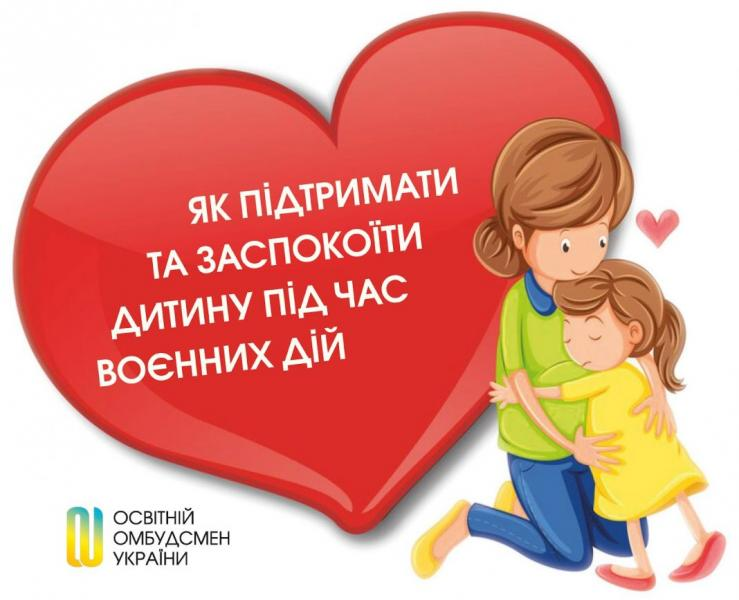 ЯК ПІДТРИМАТИ
ТА ЗАСПОКОЇТИ
ДИТИНУ ПІД ЧАС
ВОЄННИХ ДІЙ
ОСВІТНІЙ
ОМБУДСМЕН
УКРАЇНИ